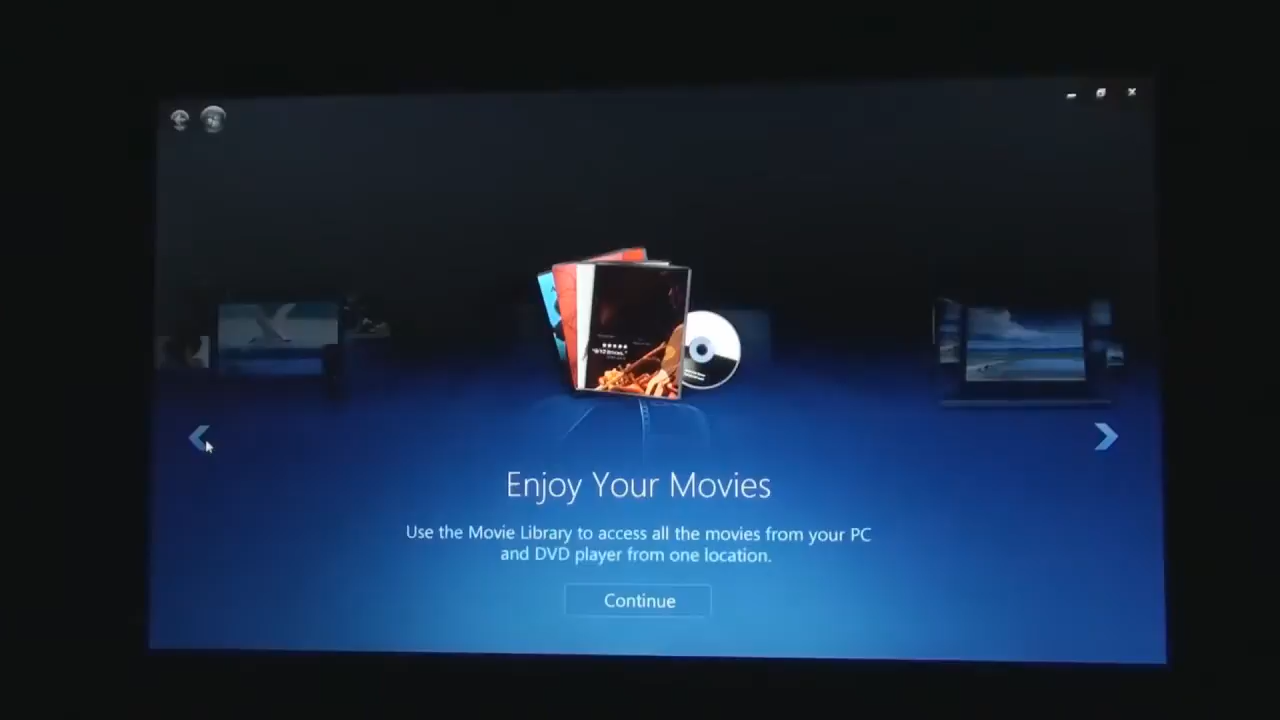 Enjoy Your Movies
Use the Movie Library to access all the movies from your PC
and DVD player from one location.
Continue